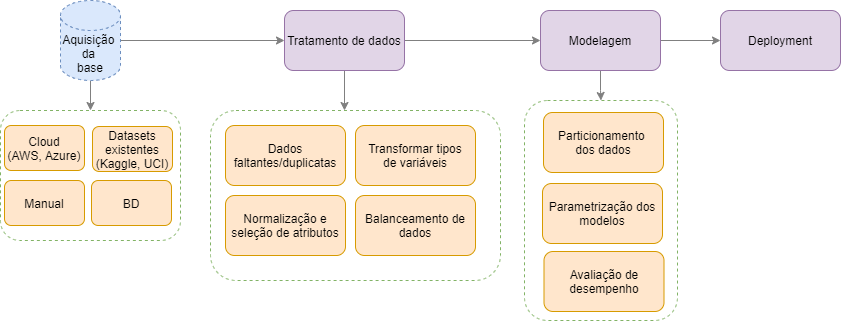 Aquisição
da
base
Tratamento de dados
Modelagem
Deployment
Cloud
(AWS, Azure)
Datasets
existentes
(Kaggle, UCI)
Manual
BD
Dados
faltantes/duplicatas
Transformar tipos
de variáveis
Normalização e
seleção de atributos
Balanceamento de
dados
Particionamento
dos dados
Parametrização dos
modelos
Avaliação de
desempenho